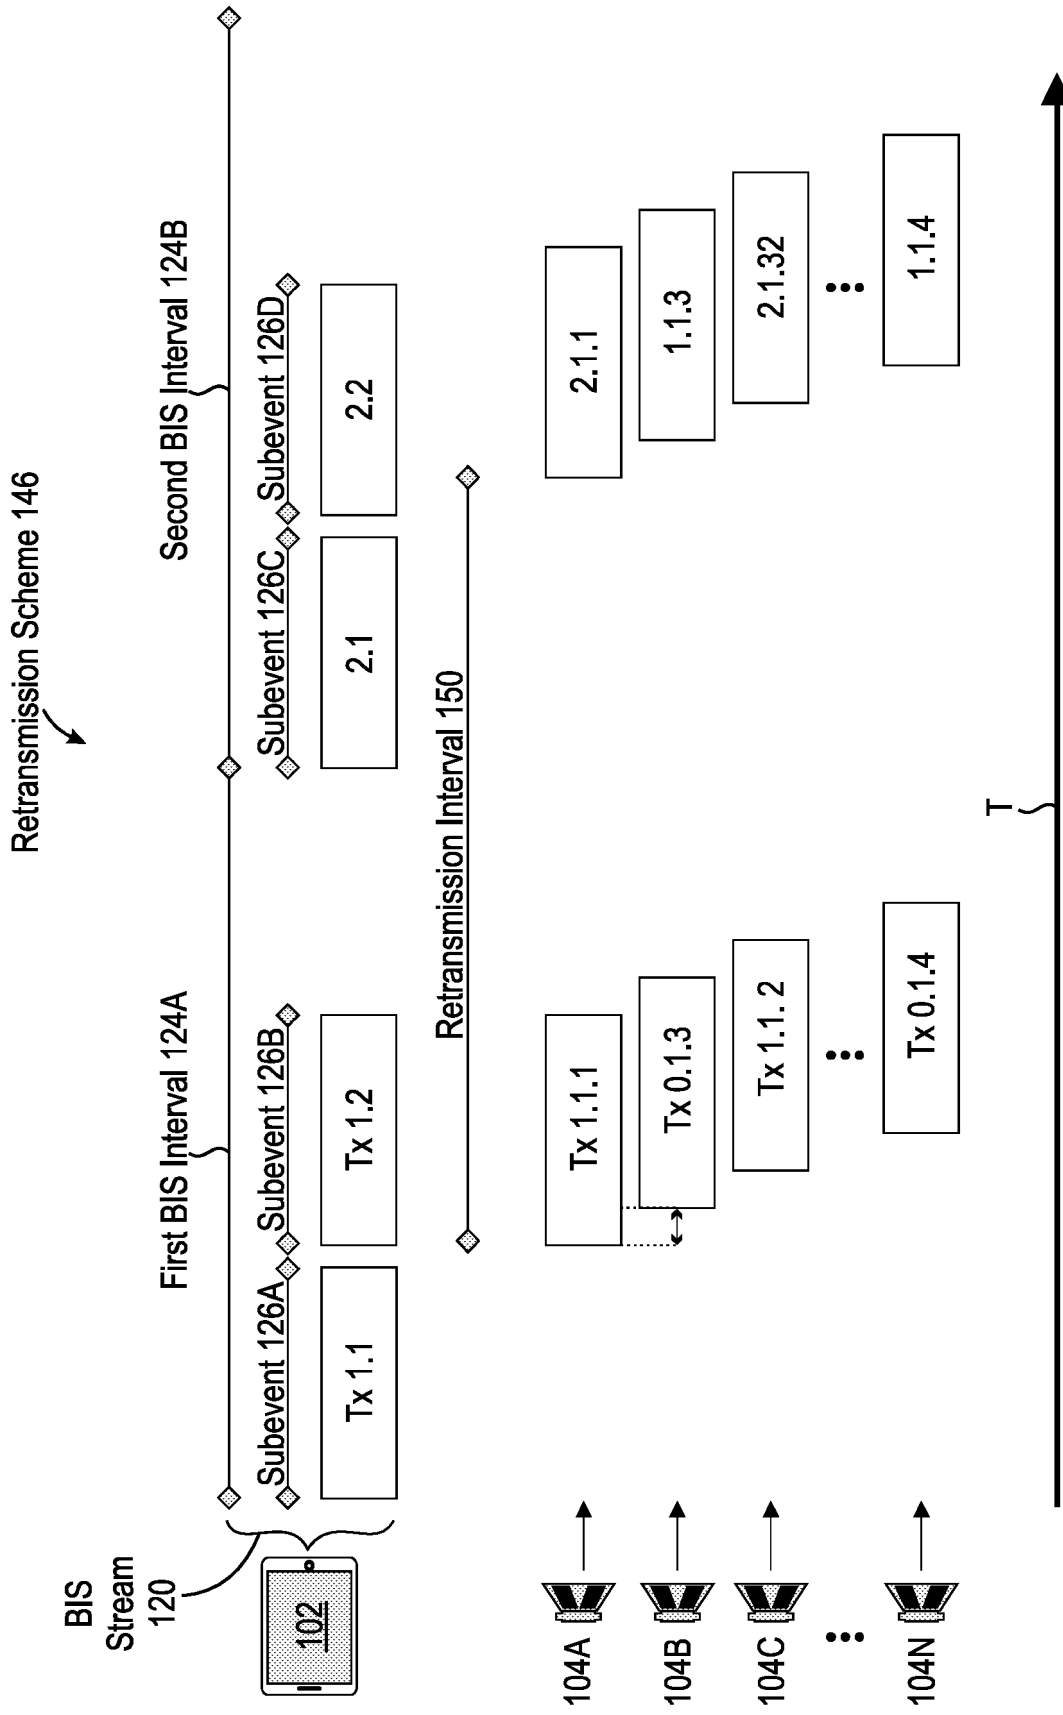 Retransmission Scheme 146
First BIS Interval 124A
Second BIS Interval 124B
BIS
Stream
120
Subevent 126A
Subevent 126B
Subevent 126C
Subevent 126D
102
Tx 1.1
Tx 1.2
2.1
2.2
Retransmission Interval 150
104A
Tx 1.1.1
2.1.1
104B
Tx 0.1.3
1.1.3
104C
Tx 1.1. 2
2.1.32
104N
Tx 0.1.4
1.1.4
T